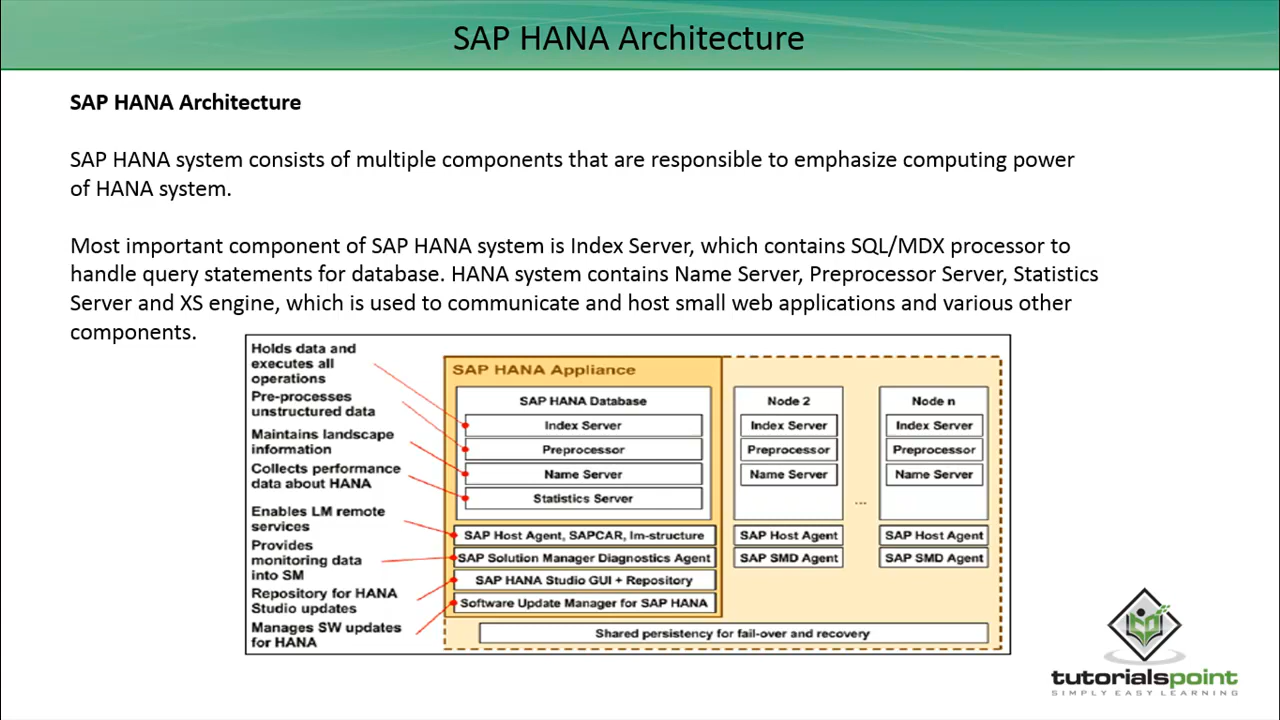 SAP HANA Architecture
SAP HANA Architecture
SAP HANA system consists of multiple components that are responsible to emphasize computing power
of HANA system.
Most important component of SAP HANA system is Index Server, which contains SQL/MDX processor to
handle query statements for database. HANA system contains Name Server, Preprocessor Server, Statistics
Server and XS engine, which is used to communicate and host small web applications and various other
components.
Holds data and
executes all
operations
Pre-processes
unstructured data
Maintains landscape
information
Collects performance
data about HANA
Enables LM remote
services
Provides
monitoring data
into SM
Repository for HANA
Studio updates
Manages SW updates
for HANA
SAP HANA Appliance
SAP HANA Database
Index Server
Preprocessor
Name Server
Statistics Server
SAP Host Agent, SAPCAR, lm-structure
SAP Solution Manager Diagnostics Agent
SAP HANA Studio GUI + Repository
Software Update Manager for SAP HANA
Node 2
Index Server
Preprocessor
Name Server
SAP Host Agent
SAP SMD Agent
...
Node n
Index Server
Preprocessor
Name Server
SAP Host Agent
SAP SMD Agent
Shared persistency for fail-over and recovery
tutorialspoint
SIMPLY EASY LEARNING